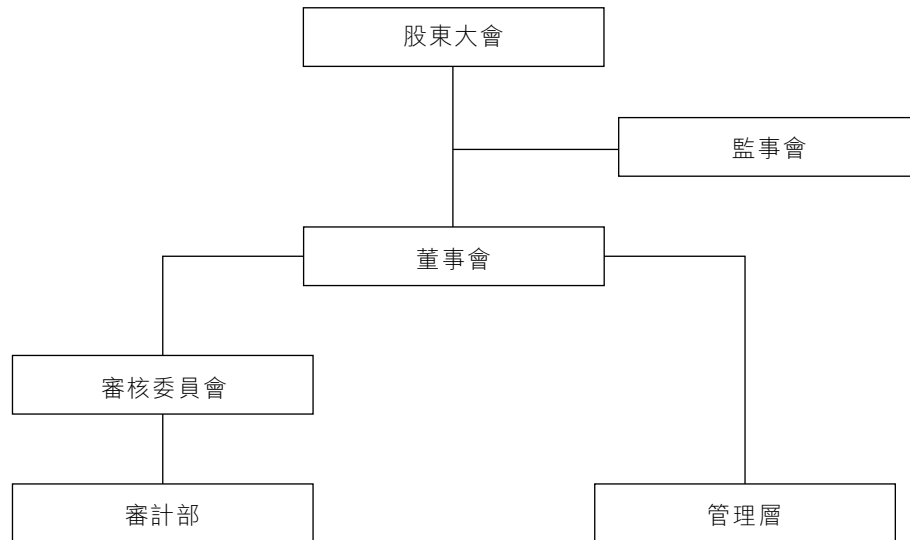 股東大會
監事會
董事會
審核委員會
審計部
管理層